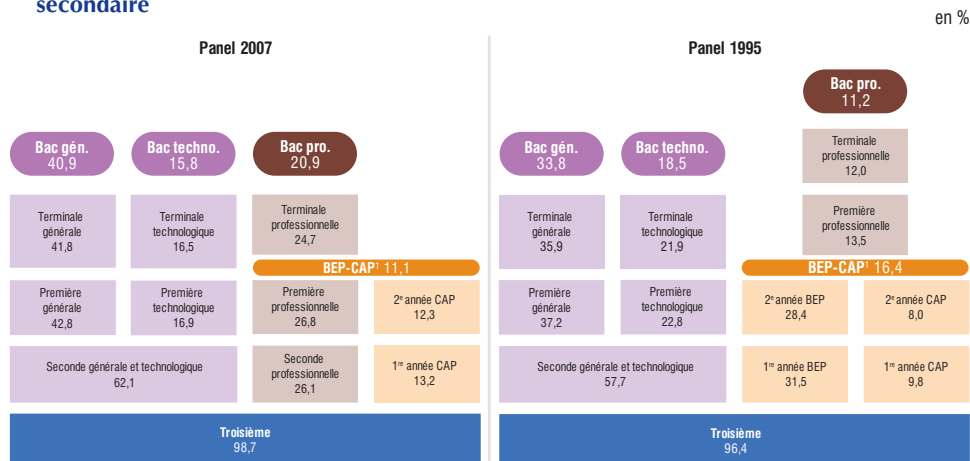 secondaire
en %
Panel 2007
Bac gén.
40,9
Bac techno.
15,8
Bac pro.
20,9
Terminale
générale
41,8
Terminale
technologique
16,5
Terminale
professionnelle
24,7
BEP-CAP¹ 11,1
Première
générale
42,8
Première
technologique
16,9
Première
professionnelle
26,8
2e année CAP
12,3
Seconde générale et technologique
62,1
Seconde
professionnelle
26,1
1re année CAP
13,2
Troisième
98,7
Panel 1995
Bac pro.
11,2
Bac gén.
33,8
Bac techno.
18,5
Terminale
professionnelle
12,0
Terminale
générale
35,9
Terminale
technologique
21,9
Première
professionnelle
13,5
BEP-CAP¹ 16,4
Première
générale
37,2
Première
technologique
22,8
2e année BEP
28,4
2e année CAP
8,0
Seconde générale et technologique
57,7
1re année BEP
31,5
1re année CAP
9,8
Troisième
96,4